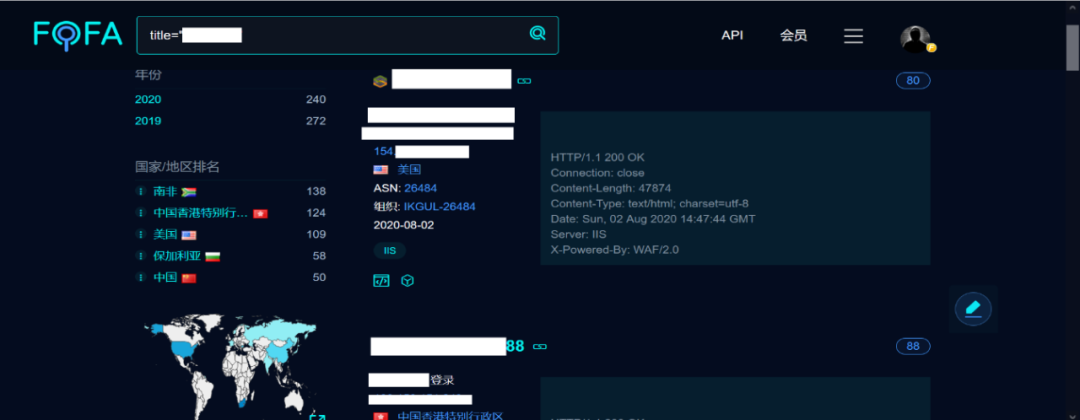 FOFA
title="
API
会员
年份
2020 240
2019 272
国家/地区排名
南非 138
中国香港特别行... 124
美国 109
保加利亚 58
中国 50
80
154.
美国
ASN: 26484
组织: IKGUL-26484
2020-08-02
IIS
HTTP/1.1 200 OK
Connection: close
Content-Length: 47874
Content-Type: text/html; charset=utf-8
Date: Sun, 02 Aug 2020 14:47:44 GMT
Server: IIS
X-Powered-By: WAF/2.0
88
88
登录
中国香港特别行政区